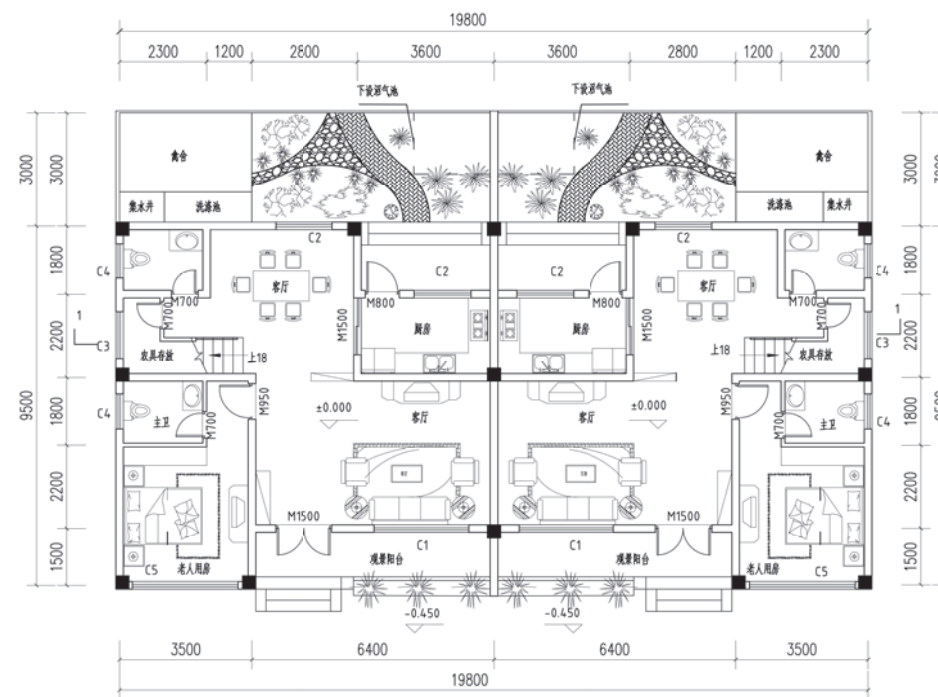 19800
2300 1200 2800 3600 3600 2800 1200 2300
下设沼气池 下设沼气池
3000 3000 禽舍 禽舍 3000
集水井 洗涤池 洗涤池 集水井
C2 C2
1800 C4 C2 C2 C4 1800
客厅 客厅
M700 M800 M800 M700
1 M700 M1500 厨房 厨房 M1500 M700 1
2200 C3 农具存放 上18 上18 农具存放 C3 2200
9500
1800 C4 主卫 M700 M950 ±0.000 客厅 客厅 ±0.000 M950 M700 主卫 C4 1800
2200 2200
M1500 M1500
1500 C5 老人用房 观景阳台 C1 C1 观景阳台 老人用房 C5 1500
-0.450 -0.450
3500 6400 6400 3500
19800